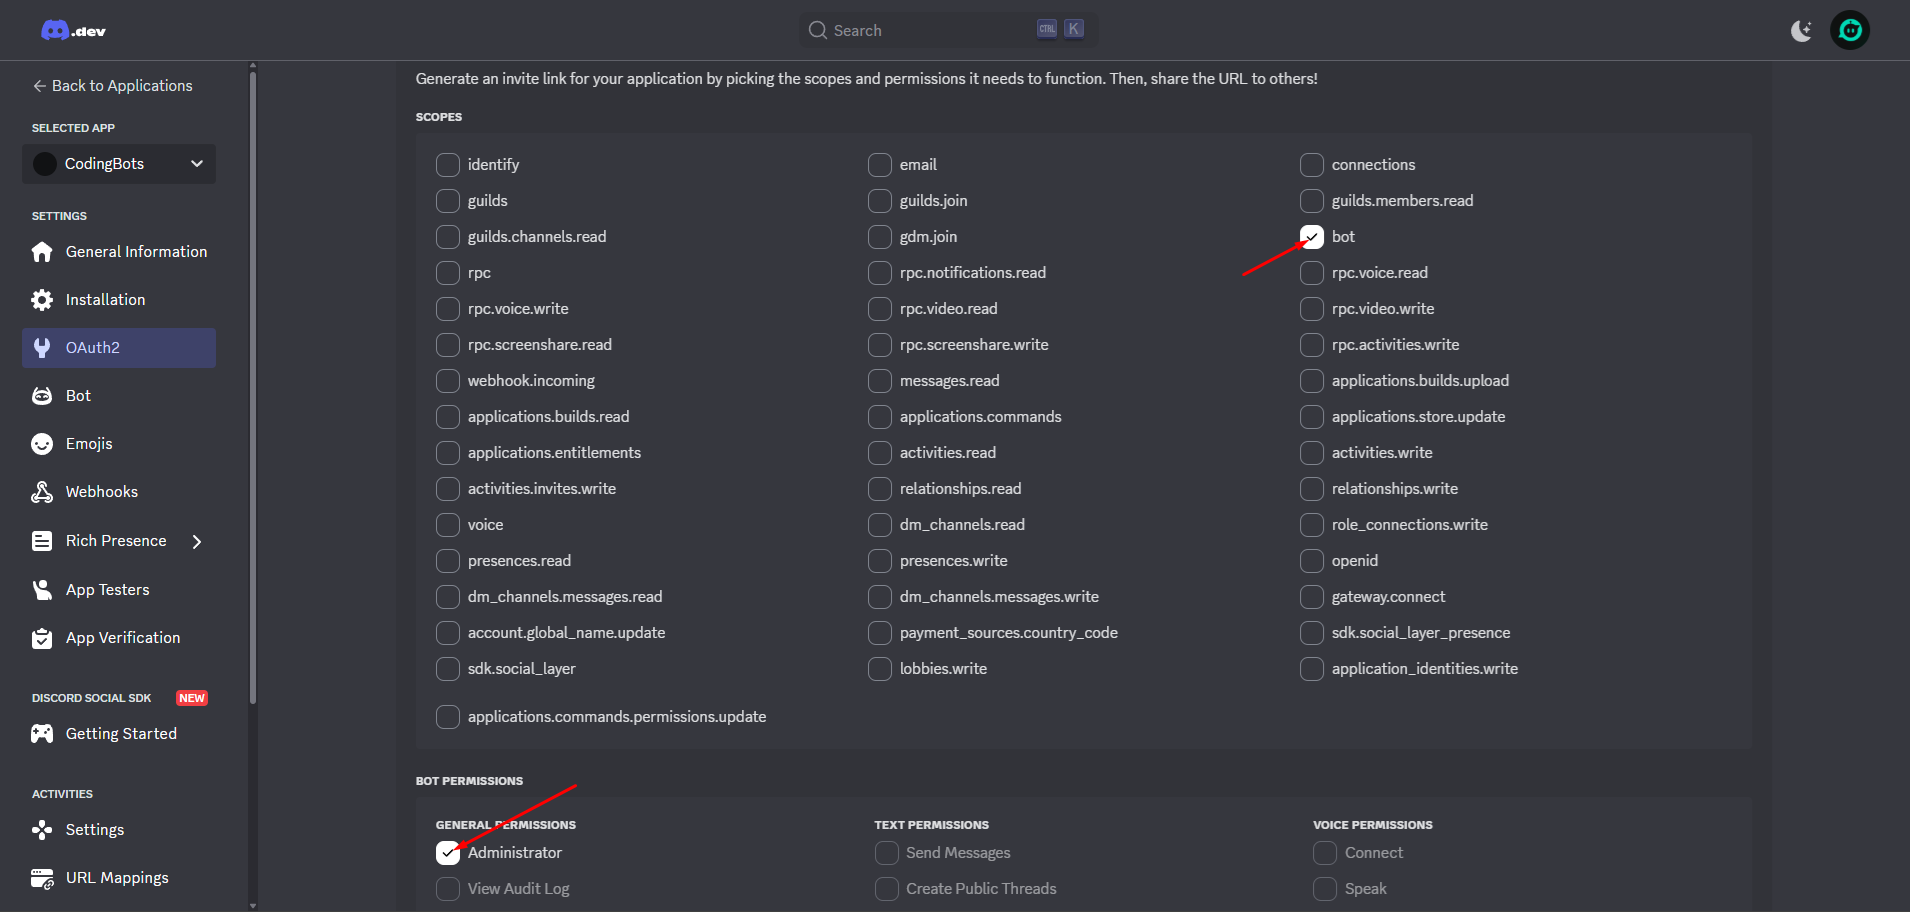 .dev
Search
CTRL K
Back to Applications
SELECTED APP
CodingBots
SETTINGS
General Information
Installation
OAuth2
Bot
Emojis
Webhooks
Rich Presence
App Testers
App Verification
DISCORD SOCIAL SDK NEW
Getting Started
ACTIVITIES
Settings
URL Mappings
Generate an invite link for your application by picking the scopes and permissions it needs to function. Then, share the URL to others!
SCOPES
identify email connections
guilds guilds.join guilds.members.read
guilds.channels.read gdm.join bot
rpc rpc.notifications.read rpc.voice.read
rpc.voice.write rpc.video.read rpc.video.write
rpc.screenshare.read rpc.screenshare.write rpc.activities.write
webhook.incoming messages.read applications.builds.upload
applications.builds.read applications.commands applications.store.update
applications.entitlements activities.read activities.write
activities.invites.write relationships.read relationships.write
voice dm_channels.read role_connections.write
presences.read presences.write openid
dm_channels.messages.read dm_channels.messages.write gateway.connect
account.global_name.update payment_sources.country_code sdk.social_layer_presence
sdk.social_layer lobbies.write application_identities.write
applications.commands.permissions.update
BOT PERMISSIONS
GENERAL PERMISSIONS TEXT PERMISSIONS VOICE PERMISSIONS
Administrator Send Messages Connect
View Audit Log Create Public Threads Speak